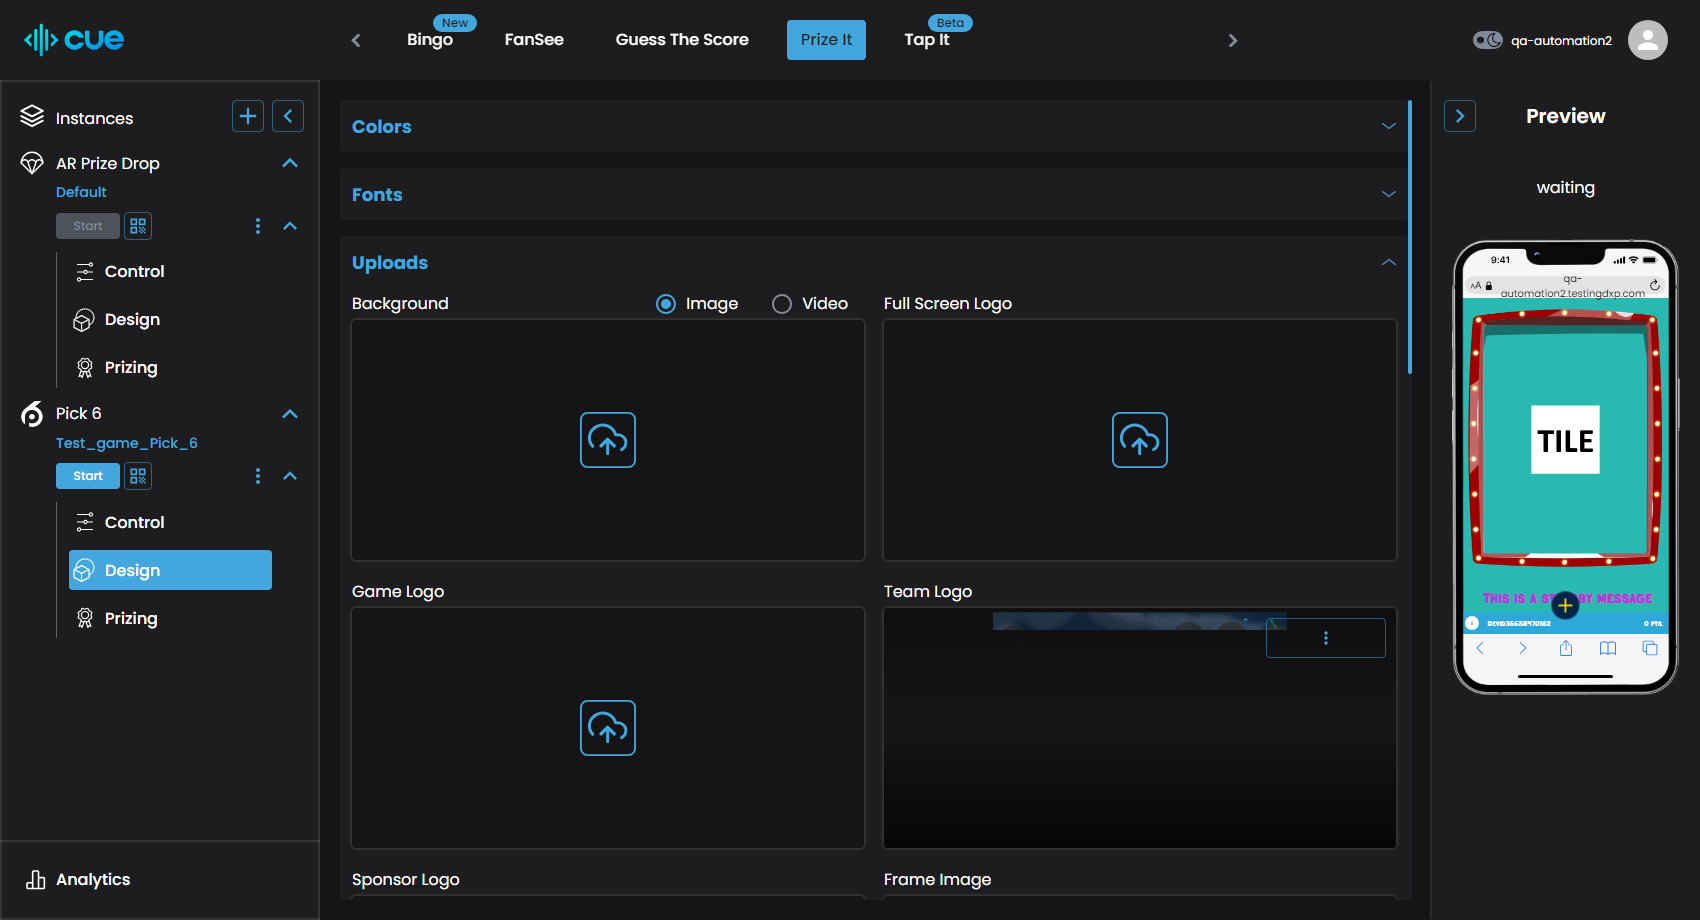 cue
New
Bingo
FanSee
Guess The Score
Prize It
Beta
Tap It
qa-automation2
Instances
AR Prize Drop
Default
Start
Control
Design
Prizing
Pick 6
Test_game_Pick_6
Start
Control
Design
Prizing
Analytics
Colors
Fonts
Uploads
Background
Image
Video
Full Screen Logo
Game Logo
Team Logo
Sponsor Logo
Frame Image
Preview
waiting
9:41
AA
qa-
automation2.testingdxp.com
TILE
THIS IS A ST BY MESSAGE
0 PTS.